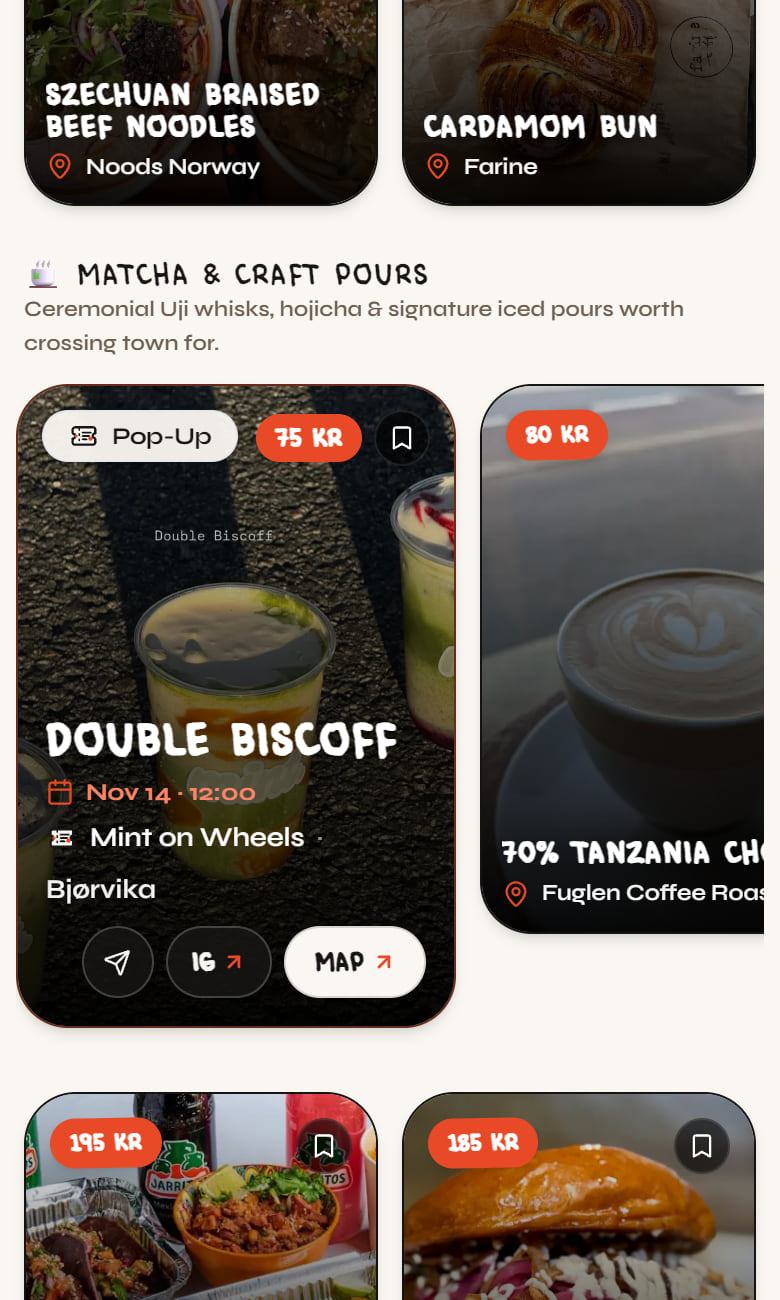 SZECHUAN BRAISED
BEEF NOODLES
Noods Norway
CARDAMOM BUN
Farine
MATCHA & CRAFT POURS
Ceremonial Uji whisks, hojicha & signature iced pours worth
crossing town for.
Pop-Up
75 KR
Double Biscoff
DOUBLE BISCOFF
Nov 14 · 12:00
Mint on Wheels ·
Bjørvika
IG
MAP
80 KR
70% TANZANIA
Fuglen Coffee
195 KR
185 KR